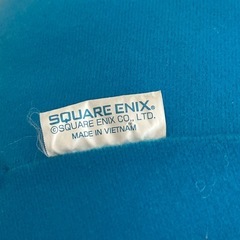 SQUARE ENIX®
©SQUARE ENIX CO., LTD.
MADE IN VIETNAM